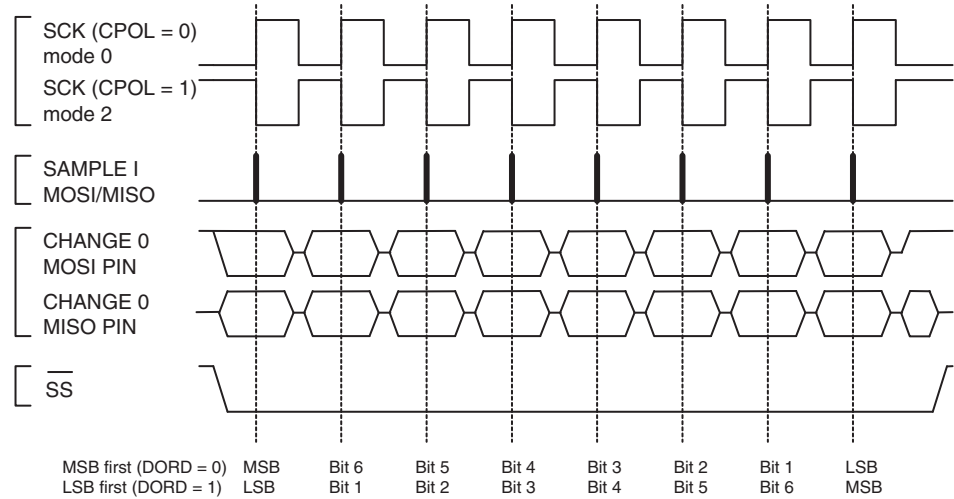 SCK (CPOL = 0)
mode 0
SCK (CPOL = 1)
mode 2
SAMPLE I
MOSI/MISO
CHANGE 0
MOSI PIN
CHANGE 0
MISO PIN
SS
MSB first (DORD = 0) MSB Bit 6 Bit 5 Bit 4 Bit 3 Bit 2 Bit 1 LSB
LSB first (DORD = 1) LSB Bit 1 Bit 2 Bit 3 Bit 4 Bit 5 Bit 6 MSB